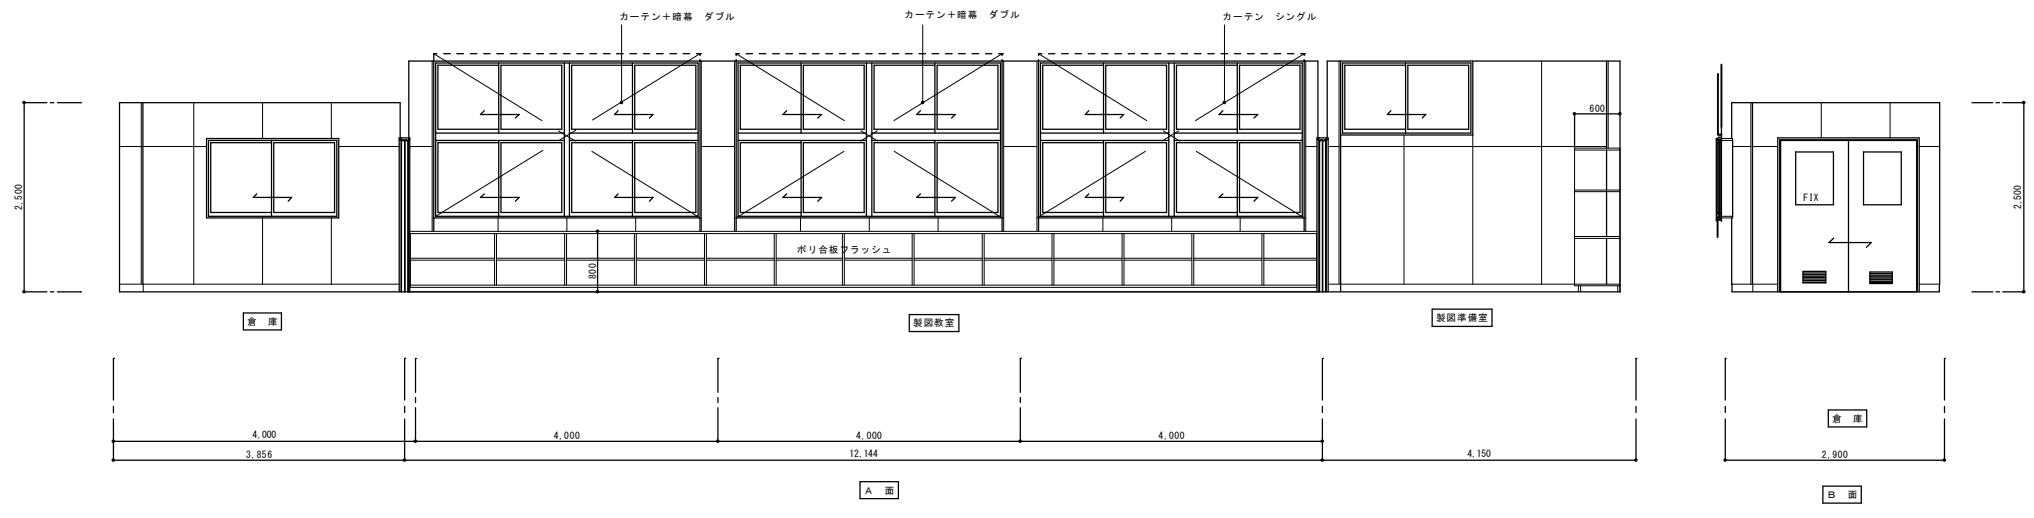 カーテン＋暗幕　ダブル
カーテン＋暗幕　ダブル
カーテン　シングル
600
2,500
FIX
2,500
ポリ合板フラッシュ
800
倉　庫
製図教室
製図準備室
倉　庫
4,000
4,000
4,000
4,000
3,856
12,144
4,150
2,900
A　面
B　面